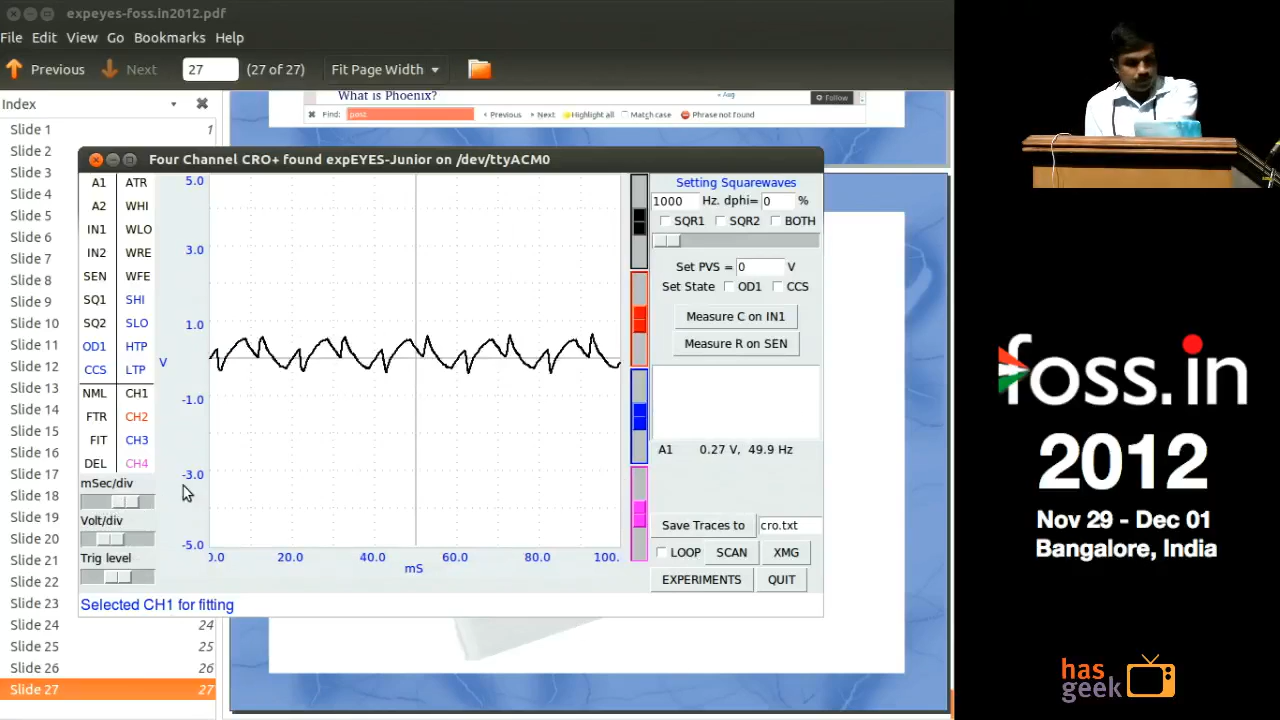 expeyes-foss.in2012.pdf
File Edit View Go Bookmarks Help
Previous Next 27 (27 of 27) Fit Page Width
Index
Slide 1 1
Slide 2
Slide 3
Slide 4
Slide 5
Slide 6
Slide 7
Slide 8
Slide 9
Slide 10
Slide 11
Slide 12
Slide 13
Slide 14
Slide 15
Slide 16
Slide 17
Slide 18
Slide 19
Slide 20
Slide 21
Slide 22
Slide 23
Slide 24 24
Slide 25 25
Slide 26 26
Slide 27 27
What is Phoenix?
« Aug
Follow
Find: post Previous Next Highlight all Match case Phrase not found
Four Channel CRO+ found expEYES-Junior on /dev/ttyACM0
A1 ATR
A2 WHI
IN1 WLO
IN2 WRE
SEN WFE
SQ1 SHI
SQ2 SLO
OD1 HTP
CCS LTP
NML CH1
FTR CH2
FIT CH3
DEL CH4
mSec/div
Volt/div
Trig level
5.0
3.0
1.0
V
-1.0
-3.0
-5.0
0.0 20.0 40.0 60.0 80.0 100.
mS
Setting Squarewaves
1000 Hz. dphi= 0 %
SQR1 SQR2 BOTH
Set PVS = 0 V
Set State OD1 CCS
Measure C on IN1
Measure R on SEN
A1 0.27 V, 49.9 Hz
Save Traces to cro.txt
LOOP SCAN XMG
EXPERIMENTS QUIT
Selected CH1 for fitting
foss.in
2012
Nov 29 - Dec 01
Bangalore, India
has
geek